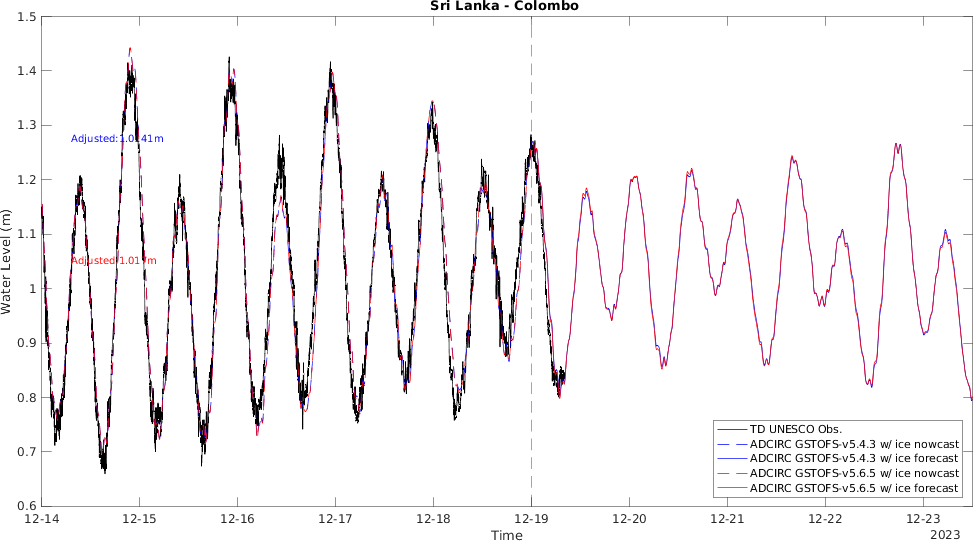 Sri Lanka - Colombo
1.5
1.4
1.3
Adjusted:1.0141m
1.2
1.1
1
0.9
0.8
0.7
0.6
Water Level (m)
TD UNESCO Obs.
ADCIRC GSTOFS-v5.4.3 w/ ice nowcast
ADCIRC GSTOFS-v5.4.3 w/ ice forecast
ADCIRC GSTOFS-v5.6.5 w/ ice nowcast
ADCIRC GSTOFS-v5.6.5 w/ ice forecast
12-14 12-15 12-16 12-17 12-18 12-19 12-20 12-21 12-22 12-23
Time
2023